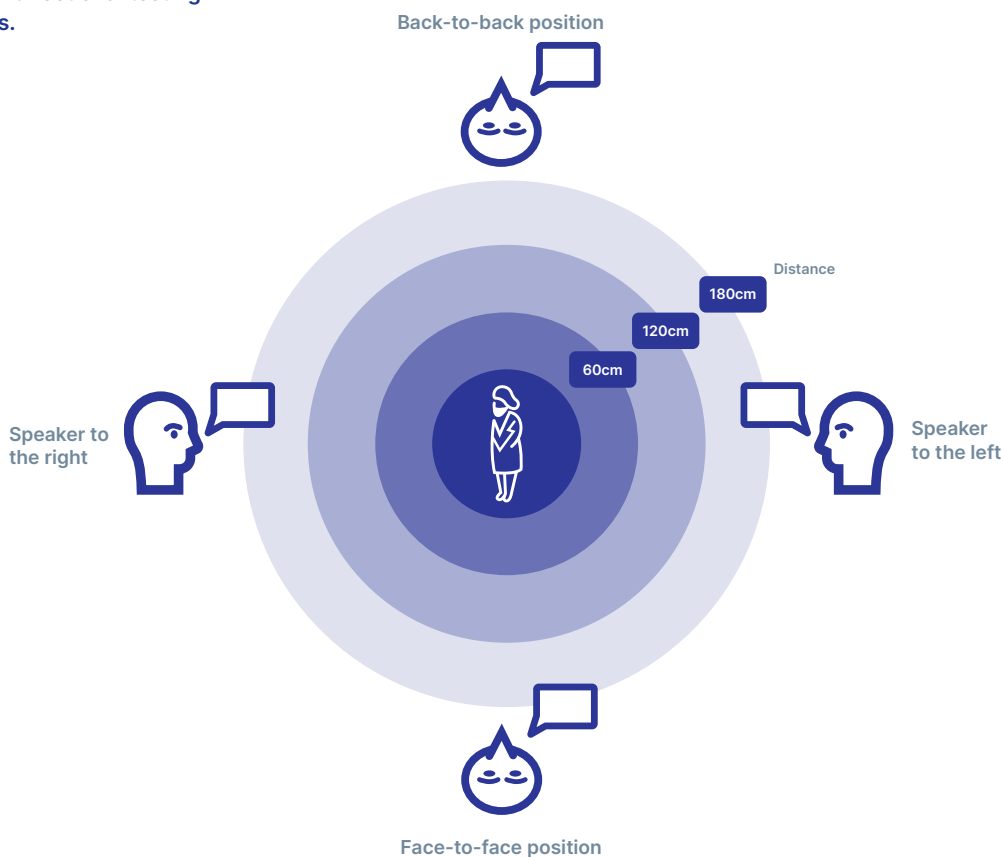 s.
Back-to-back position
Distance
180cm
120cm
60cm
Speaker to
the right
Speaker
to the left
Face-to-face position